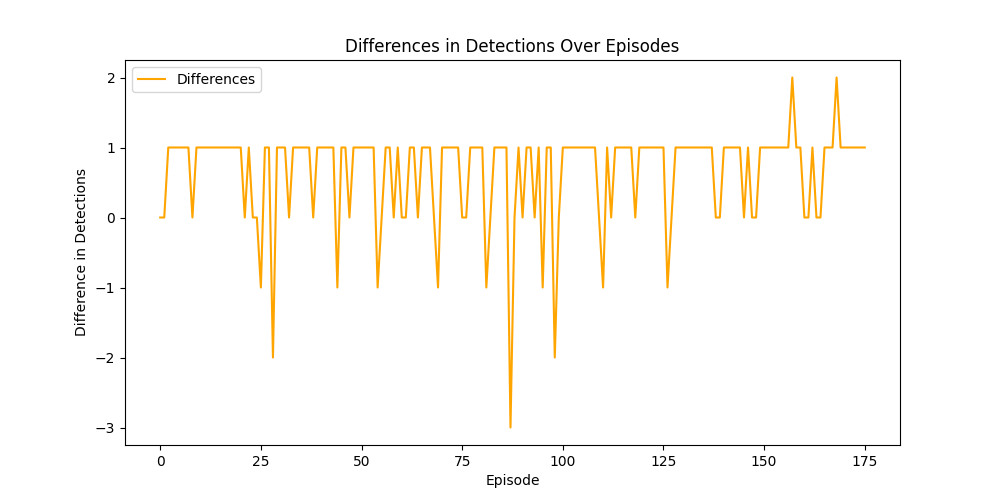 Differences in Detections Over Episodes
Differences
2
1
0
−1
−2
−3
Difference in Detections
0 25 50 75 100 125 150 175
Episode